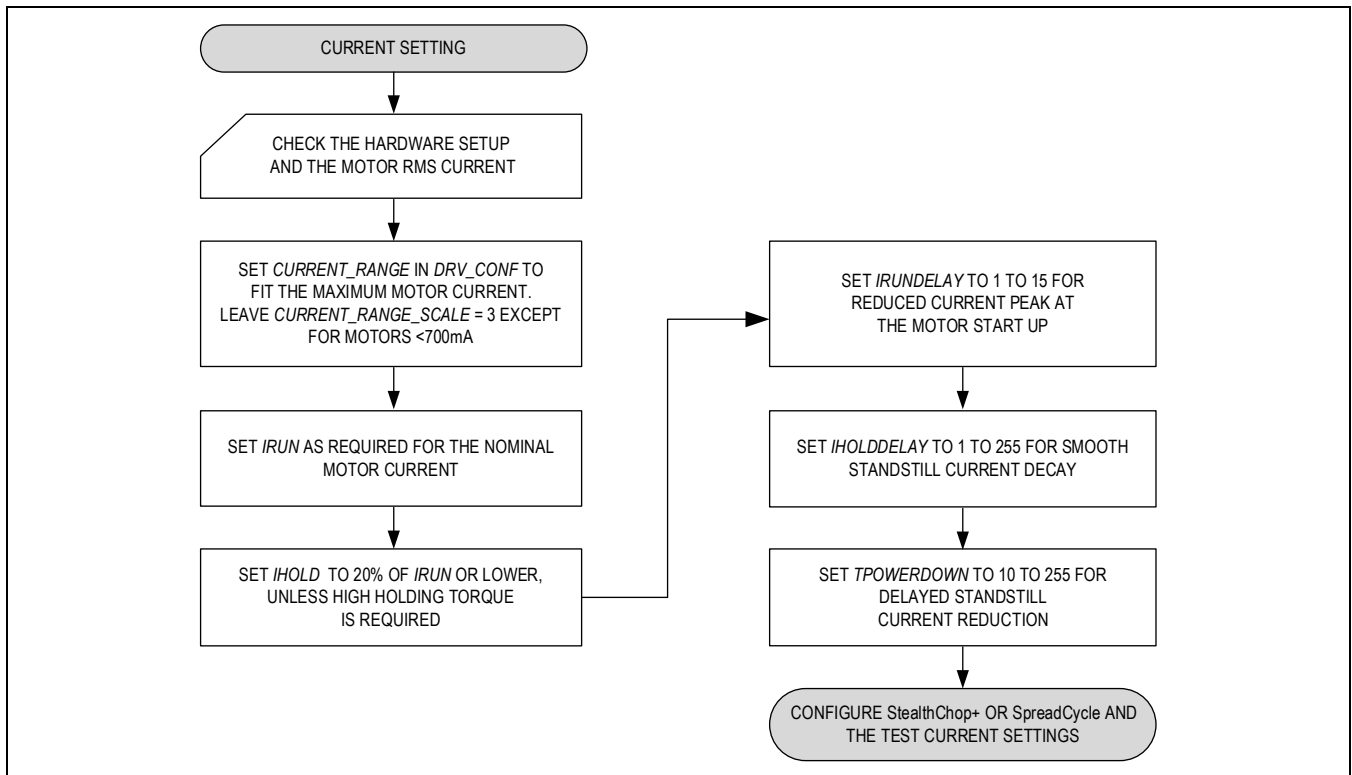 CURRENT SETTING
CHECK THE HARDWARE SETUP
AND THE MOTOR RMS CURRENT
SET CURRENT_RANGE IN DRV_CONF TO
FIT THE MAXIMUM MOTOR CURRENT.
LEAVE CURRENT_RANGE_SCALE = 3 EXCEPT
FOR MOTORS <700mA
SET IRUN AS REQUIRED FOR THE NOMINAL
MOTOR CURRENT
SET IHOLD TO 20% OF IRUN OR LOWER,
UNLESS HIGH HOLDING TORQUE
IS REQUIRED
SET IRUNDELAY TO 1 TO 15 FOR
REDUCED CURRENT PEAK AT
THE MOTOR START UP
SET IHOLDDELAY TO 1 TO 255 FOR SMOOTH
STANDSTILL CURRENT DECAY
SET TPOWERDOWN TO 10 TO 255 FOR
DELAYED STANDSTILL
CURRENT REDUCTION
CONFIGURE StealthChop+ OR SpreadCycle AND
THE TEST CURRENT SETTINGS